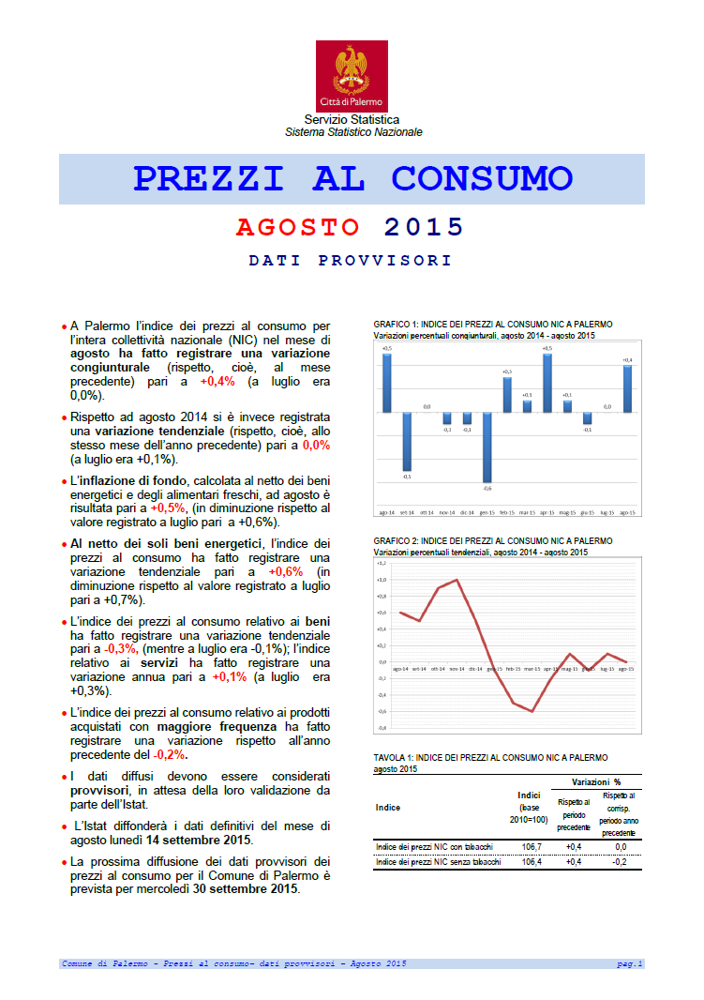 Città di Palermo
Servizio Statistica
Sistema Statistico Nazionale
PREZZI AL CONSUMO
AGOSTO 2015
DATI PROVVISORI
• A Palermo l'indice dei prezzi al consumo per
l'intera collettività nazionale (NIC) nel mese di
agosto ha fatto registrare una variazione
congiunturale (rispetto, cioè, al mese
precedente) pari a +0,4% (a luglio era
0,0%).
• Rispetto ad agosto 2014 si è invece registrata
una variazione tendenziale (rispetto, cioè, allo
stesso mese dell'anno precedente) pari a 0,0%
(a luglio era +0,1%).
• L'inflazione di fondo, calcolata al netto dei beni
energetici e degli alimentari freschi, ad agosto è
risultata pari a +0,5%, (in diminuzione rispetto al
valore registrato a luglio pari a +0,6%).
• Al netto dei soli beni energetici, l'indice dei
prezzi al consumo ha fatto registrare una
variazione tendenziale pari a +0,6% (in
diminuzione rispetto al valore registrato a luglio
pari a +0,7%).
• L'indice dei prezzi al consumo relativo ai beni
ha fatto registrare una variazione tendenziale
pari a -0,3%, (mentre a luglio era -0,1%); l'indice
relativo ai servizi ha fatto registrare una
variazione annua pari a +0,1% (a luglio era
+0,3%).
• L'indice dei prezzi al consumo relativo ai prodotti
acquistati con maggiore frequenza ha fatto
registrare una variazione rispetto all'anno
precedente del -0,2%.
• I dati diffusi devono essere considerati
provvisori, in attesa della loro validazione da
parte dell'Istat.
• L'Istat diffonderà i dati definitivi del mese di
agosto lunedì 14 settembre 2015.
• La prossima diffusione dei dati provvisori dei
prezzi al consumo per il Comune di Palermo è
prevista per mercoledì 30 settembre 2015.
GRAFICO 1: INDICE DEI PREZZI AL CONSUMO NIC A PALERMO
Variazioni percentuali congiunturali, agosto 2014 - agosto 2015
+0,5 -0,5 0,0 -0,1 -0,1 -0,6 +0,3 +0,1 +0,5 +0,1 -0,1 0,0 +0,4
ago-14 set-14 ott-14 nov-14 dic-14 gen-15 feb-15 mar-15 apr-15 mag-15 giu-15 lug-15 ago-15
GRAFICO 2: INDICE DEI PREZZI AL CONSUMO NIC A PALERMO
Variazioni percentuali tendenziali, agosto 2014 - agosto 2015
+1,2
+1,0
+0,8
+0,6
+0,4
+0,2
0,0
ago-14 set-14 ott-14 nov-14 dic-14 gen-15 feb-15 mar-15 apr-15 mag-15 giu-15 lug-15 ago-15
-0,2
-0,4
-0,6
-0,8
TAVOLA 1: INDICE DEI PREZZI AL CONSUMO NIC A PALERMO
agosto 2015
Indice
Indici
(base
2010=100)
Variazioni %
Rispetto al
periodo
precedente
Rispetto al
corrisp.
periodo anno
precedente
Indice dei prezzi NIC con tabacchi 106,7 +0,4 0,0
Indice dei prezzi NIC senza tabacchi 106,4 +0,4 -0,2
Comune di Palermo - Prezzi al consumo- dati provvisori - Agosto 2015 pag.1